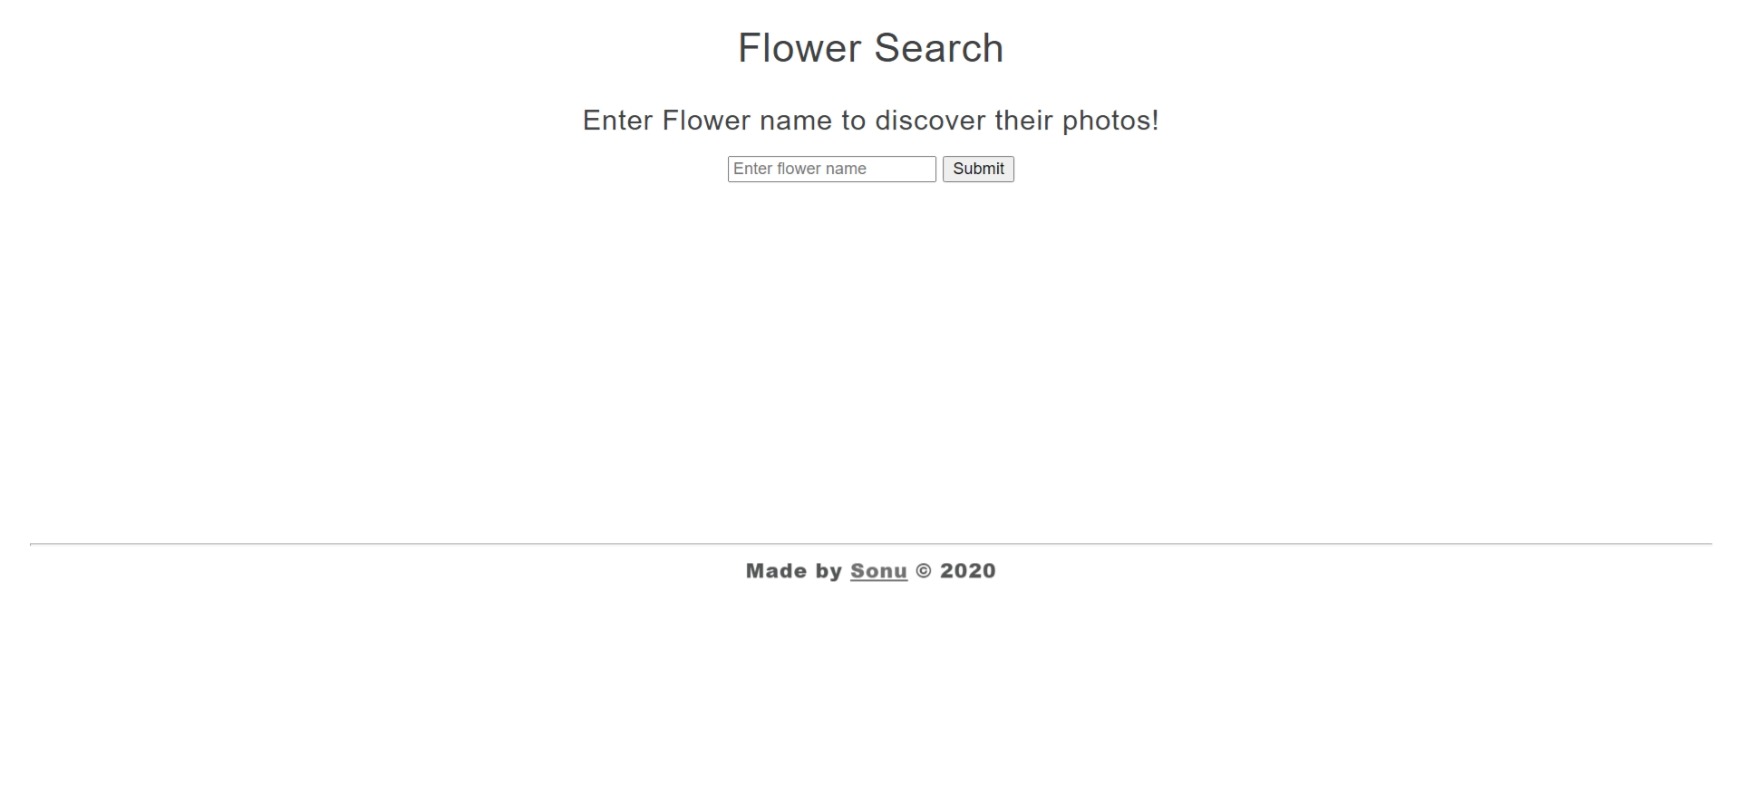 Flower Search
Enter Flower name to discover their photos!
Enter flower name Submit
Made by Sonu © 2020